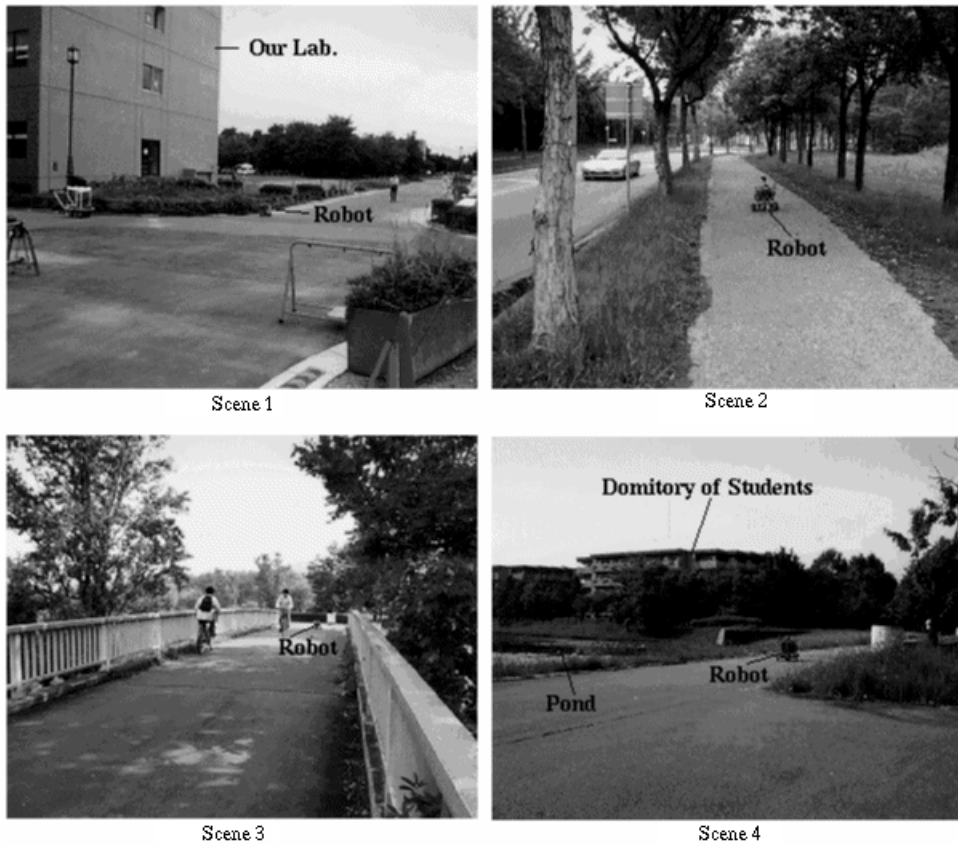 Our Lab.
Robot
Scene 1
Robot
Scene 2
Robot
Scene 3
Domitory of Students
Robot
Pond
Scene 4